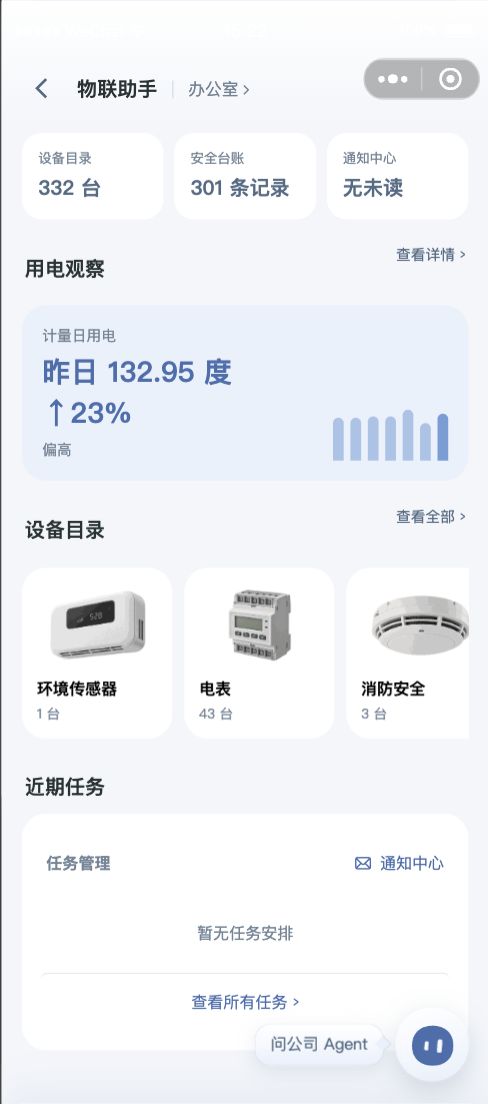 物联助手
办公室 >
设备目录
332 台
安全台账
301 条记录
通知中心
无未读
用电观察
查看详情 >
计量日用电
昨日 132.95 度
↑23%
偏高
设备目录
查看全部 >
环境传感器
1 台
电表
43 台
消防安全
3 台
近期任务
任务管理
通知中心
暂无任务安排
查看所有任务 >
问公司 Agent